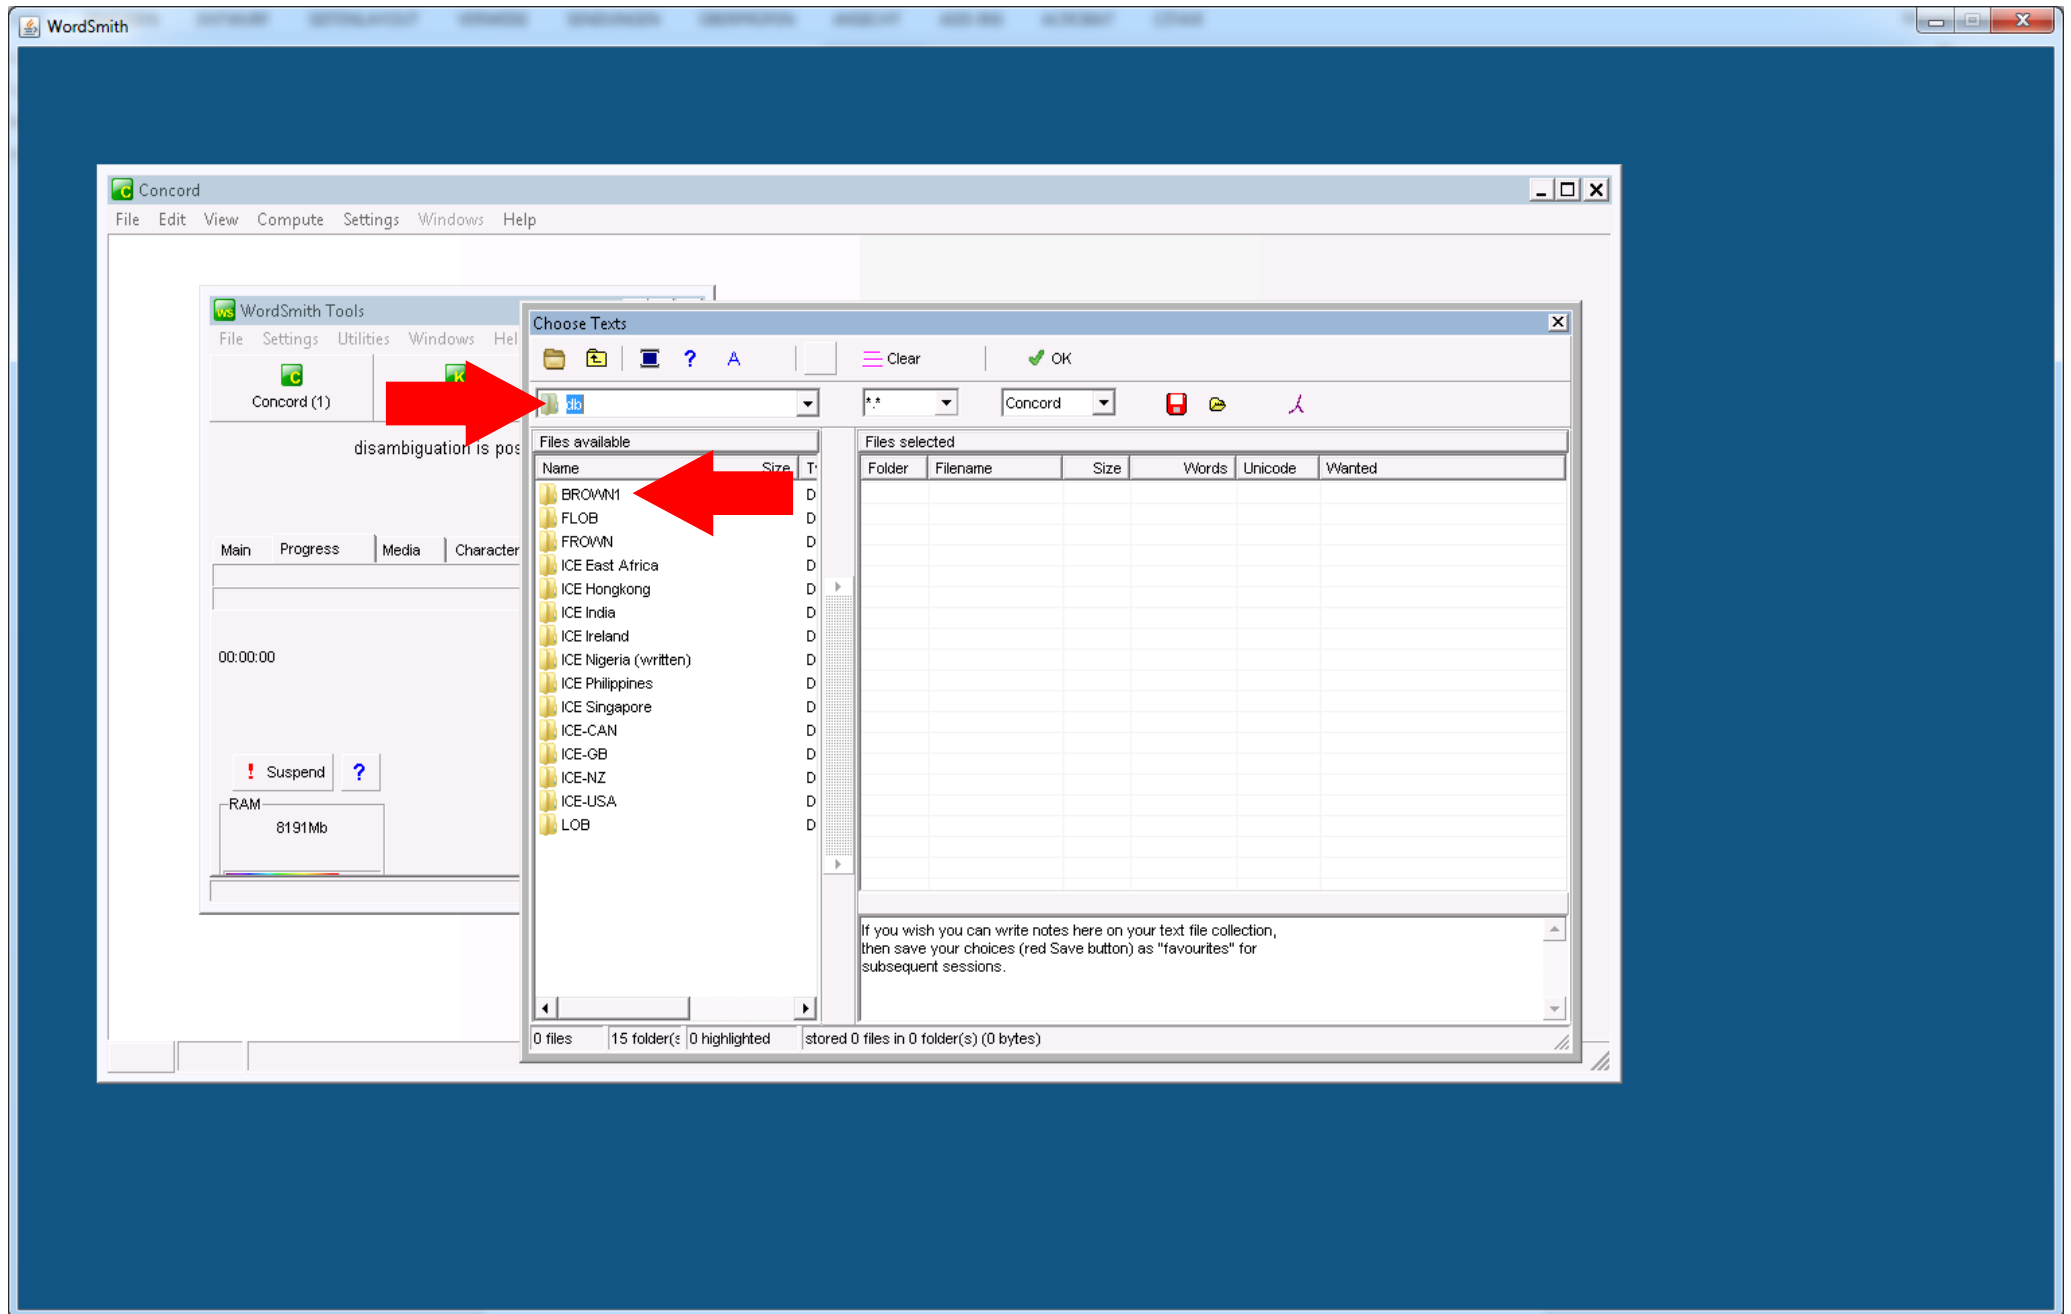 WordSmith
Concord
File Edit View Compute Settings Windows Help
WordSmith Tools
File Settings Utilities Windows Hel
Concord (1)
K
disambiguation is pos
Main Progress Media Character
00:00:00
! Suspend ?
RAM
8191Mb
Choose Texts
? A Clear OK
db *.* Concord
Files available
Files selected
Name Size T
Folder Filename Size Words Unicode Wanted
BROWN1 D
FLOB D
FROWN D
ICE East Africa D
ICE Hongkong D
ICE India D
ICE Ireland D
ICE Nigeria (written) D
ICE Philippines D
ICE Singapore D
ICE-CAN D
ICE-GB D
ICE-NZ D
ICE-USA D
LOB D
If you wish you can write notes here on your text file collection,
then save your choices (red Save button) as "favourites" for
subsequent sessions.
0 files 15 folder(s 0 highlighted stored 0 files in 0 folder(s) (0 bytes)